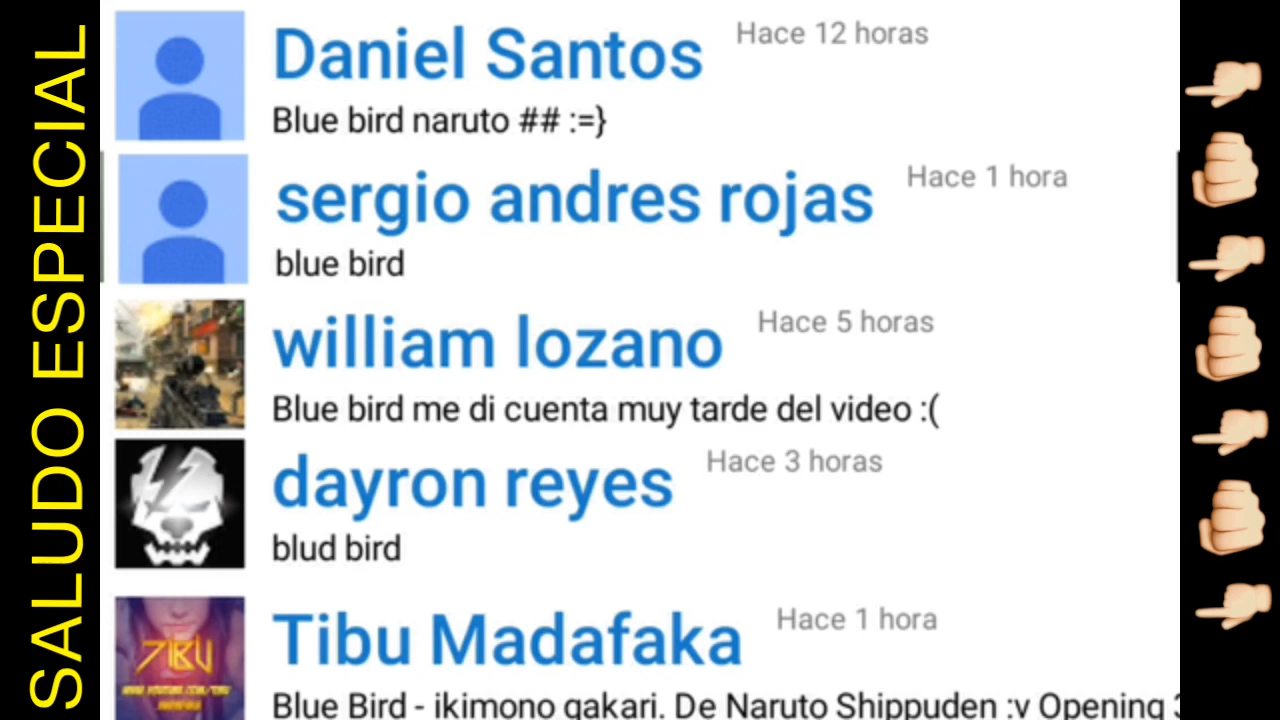 SALUDO ESPECIAL
Daniel Santos Hace 12 horas
Blue bird naruto ## :=}
sergio andres rojas Hace 1 hora
blue bird
william lozano Hace 5 horas
Blue bird me di cuenta muy tarde del video :(
dayron reyes Hace 3 horas
blud bird
Tibu Madafaka Hace 1 hora
Blue Bird - ikimono gakari. De Naruto Shippuden :v Opening 3